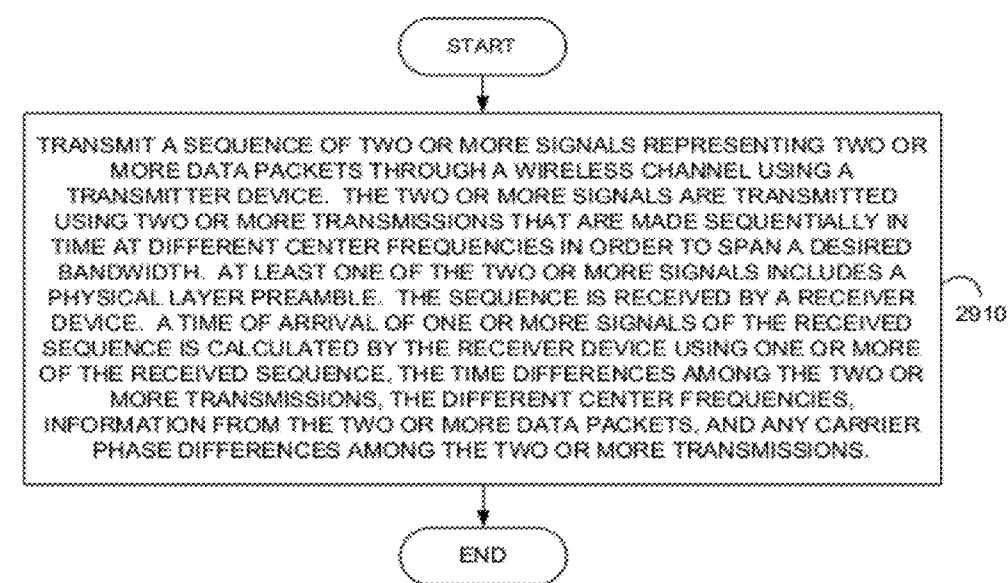 START
TRANSMIT A SEQUENCE OF TWO OR MORE SIGNALS REPRESENTING TWO OR
MORE DATA PACKETS THROUGH A WIRELESS CHANNEL USING A
TRANSMITTER DEVICE. THE TWO OR MORE SIGNALS ARE TRANSMITTED
USING TWO OR MORE TRANSMISSIONS THAT ARE MADE SEQUENTIALLY IN
TIME AT DIFFERENT CENTER FREQUENCIES IN ORDER TO SPAN A DESIRED
BANDWIDTH. AT LEAST ONE OF THE TWO OR MORE SIGNALS INCLUDES A
PHYSICAL LAYER PREAMBLE. THE SEQUENCE IS RECEIVED BY A RECEIVER
DEVICE. A TIME OF ARRIVAL OF ONE OR MORE SIGNALS OF THE RECEIVED
SEQUENCE IS CALCULATED BY THE RECEIVER DEVICE USING ONE OR MORE
OF THE RECEIVED SEQUENCE, THE TIME DIFFERENCES AMONG THE TWO OR
MORE TRANSMISSIONS, THE DIFFERENT CENTER FREQUENCIES,
INFORMATION FROM THE TWO OR MORE DATA PACKETS, AND ANY CARRIER
PHASE DIFFERENCES AMONG THE TWO OR MORE TRANSMISSIONS.
2910
END